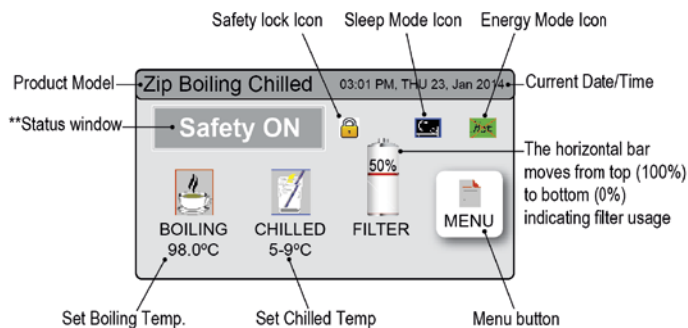 Safety lock Icon
Sleep Mode Icon
Energy Mode Icon
Product Model
Zip Boiling Chilled
03:01 PM, THU 23, Jan 2014
Current Date/Time
**Status window
Safety ON
Hot
The horizontal bar
moves from top (100%)
to bottom (0%)
indicating filter usage
50%
BOILING
98.0ºC
CHILLED
5-9ºC
FILTER
MENU
Set Boiling Temp.
Set Chilled Temp
Menu button